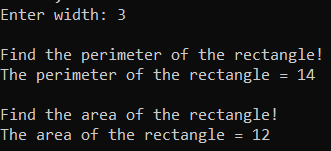 Enter width: 3
Find the perimeter of the rectangle!
The perimeter of the rectangle = 14
Find the area of the rectangle!
The area of the rectangle = 12